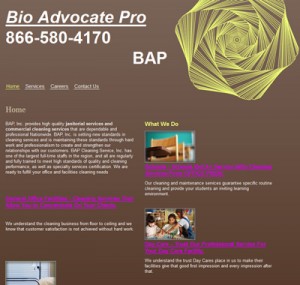 Bio Advocate Pro
866-580-4170
BAP
Home Services Careers Contact Us
Home
BAP, Inc. provides high quality janitorial services and
commercial cleaning services that are dependable and
professional Nationwide. BAP, Inc. is setting new standards in
cleaning services and is maintaining these standards through hard
work and professionalism to create and strengthen our
relationships with our customers. BAP Cleaning Service, Inc. has
one of the largest full-time staffs in the region, and all are regularly
and fully trained to meet high standards of quality and cleaning
performance, as well as specialty services certification. We are
ready to fulfill your office and facilities cleaning needs
We understand the cleaning business from floor to ceiling and we
know that customer satisfaction is not achieved without hard work.
What We Do
Our cleaning and maintenance services guarantee specific routine
cleaning and provide your students an inviting learning
environment.
We understand the trust Day Cares place in us to make their
facilities give that good first impression and every impression after
that.